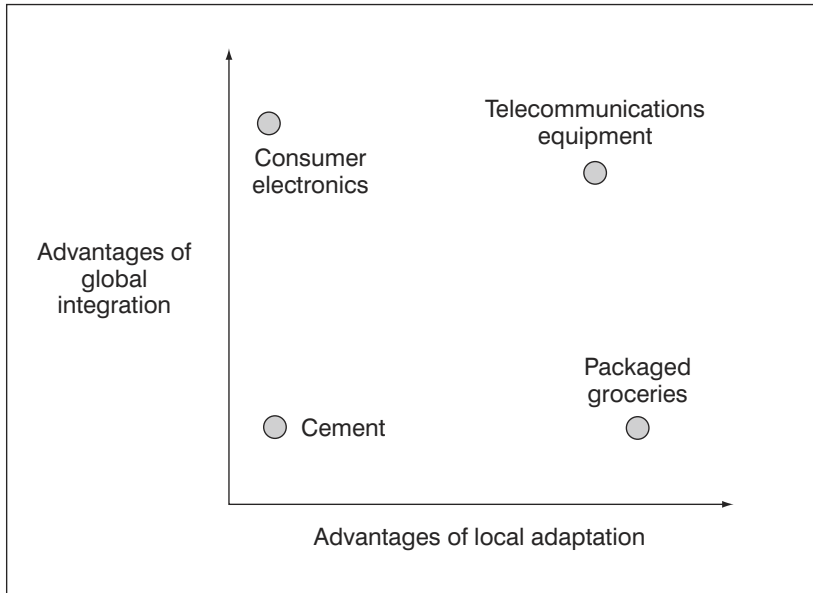 Telecommunications
equipment
Consumer
electronics
Advantages of
global
integration
Packaged
groceries
Cement
Advantages of local adaptation